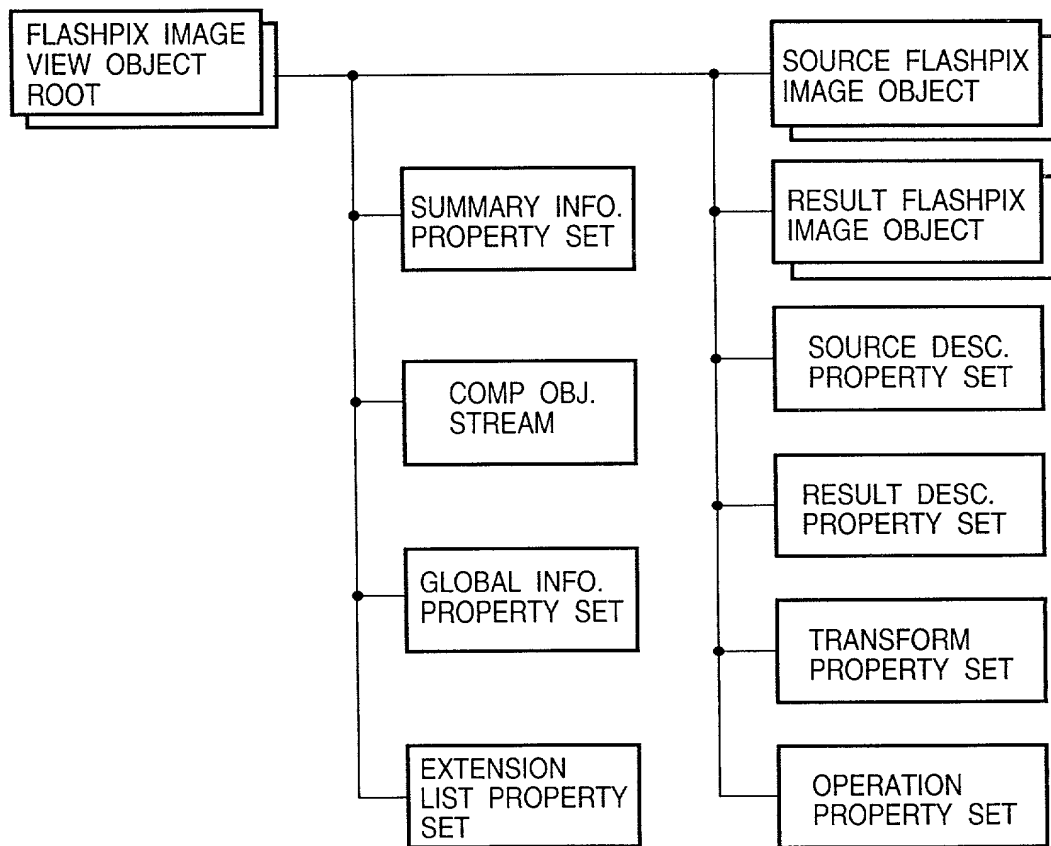 FLASHPIX IMAGE
VIEW OBJECT
ROOT
SUMMARY INFO.
PROPERTY SET
COMP OBJ.
STREAM
GLOBAL INFO.
PROPERTY SET
EXTENSION
LIST PROPERTY
SET
SOURCE FLASHPIX
IMAGE OBJECT
RESULT FLASHPIX
IMAGE OBJECT
SOURCE DESC.
PROPERTY SET
RESULT DESC.
PROPERTY SET
TRANSFORM
PROPERTY SET
OPERATION
PROPERTY SET